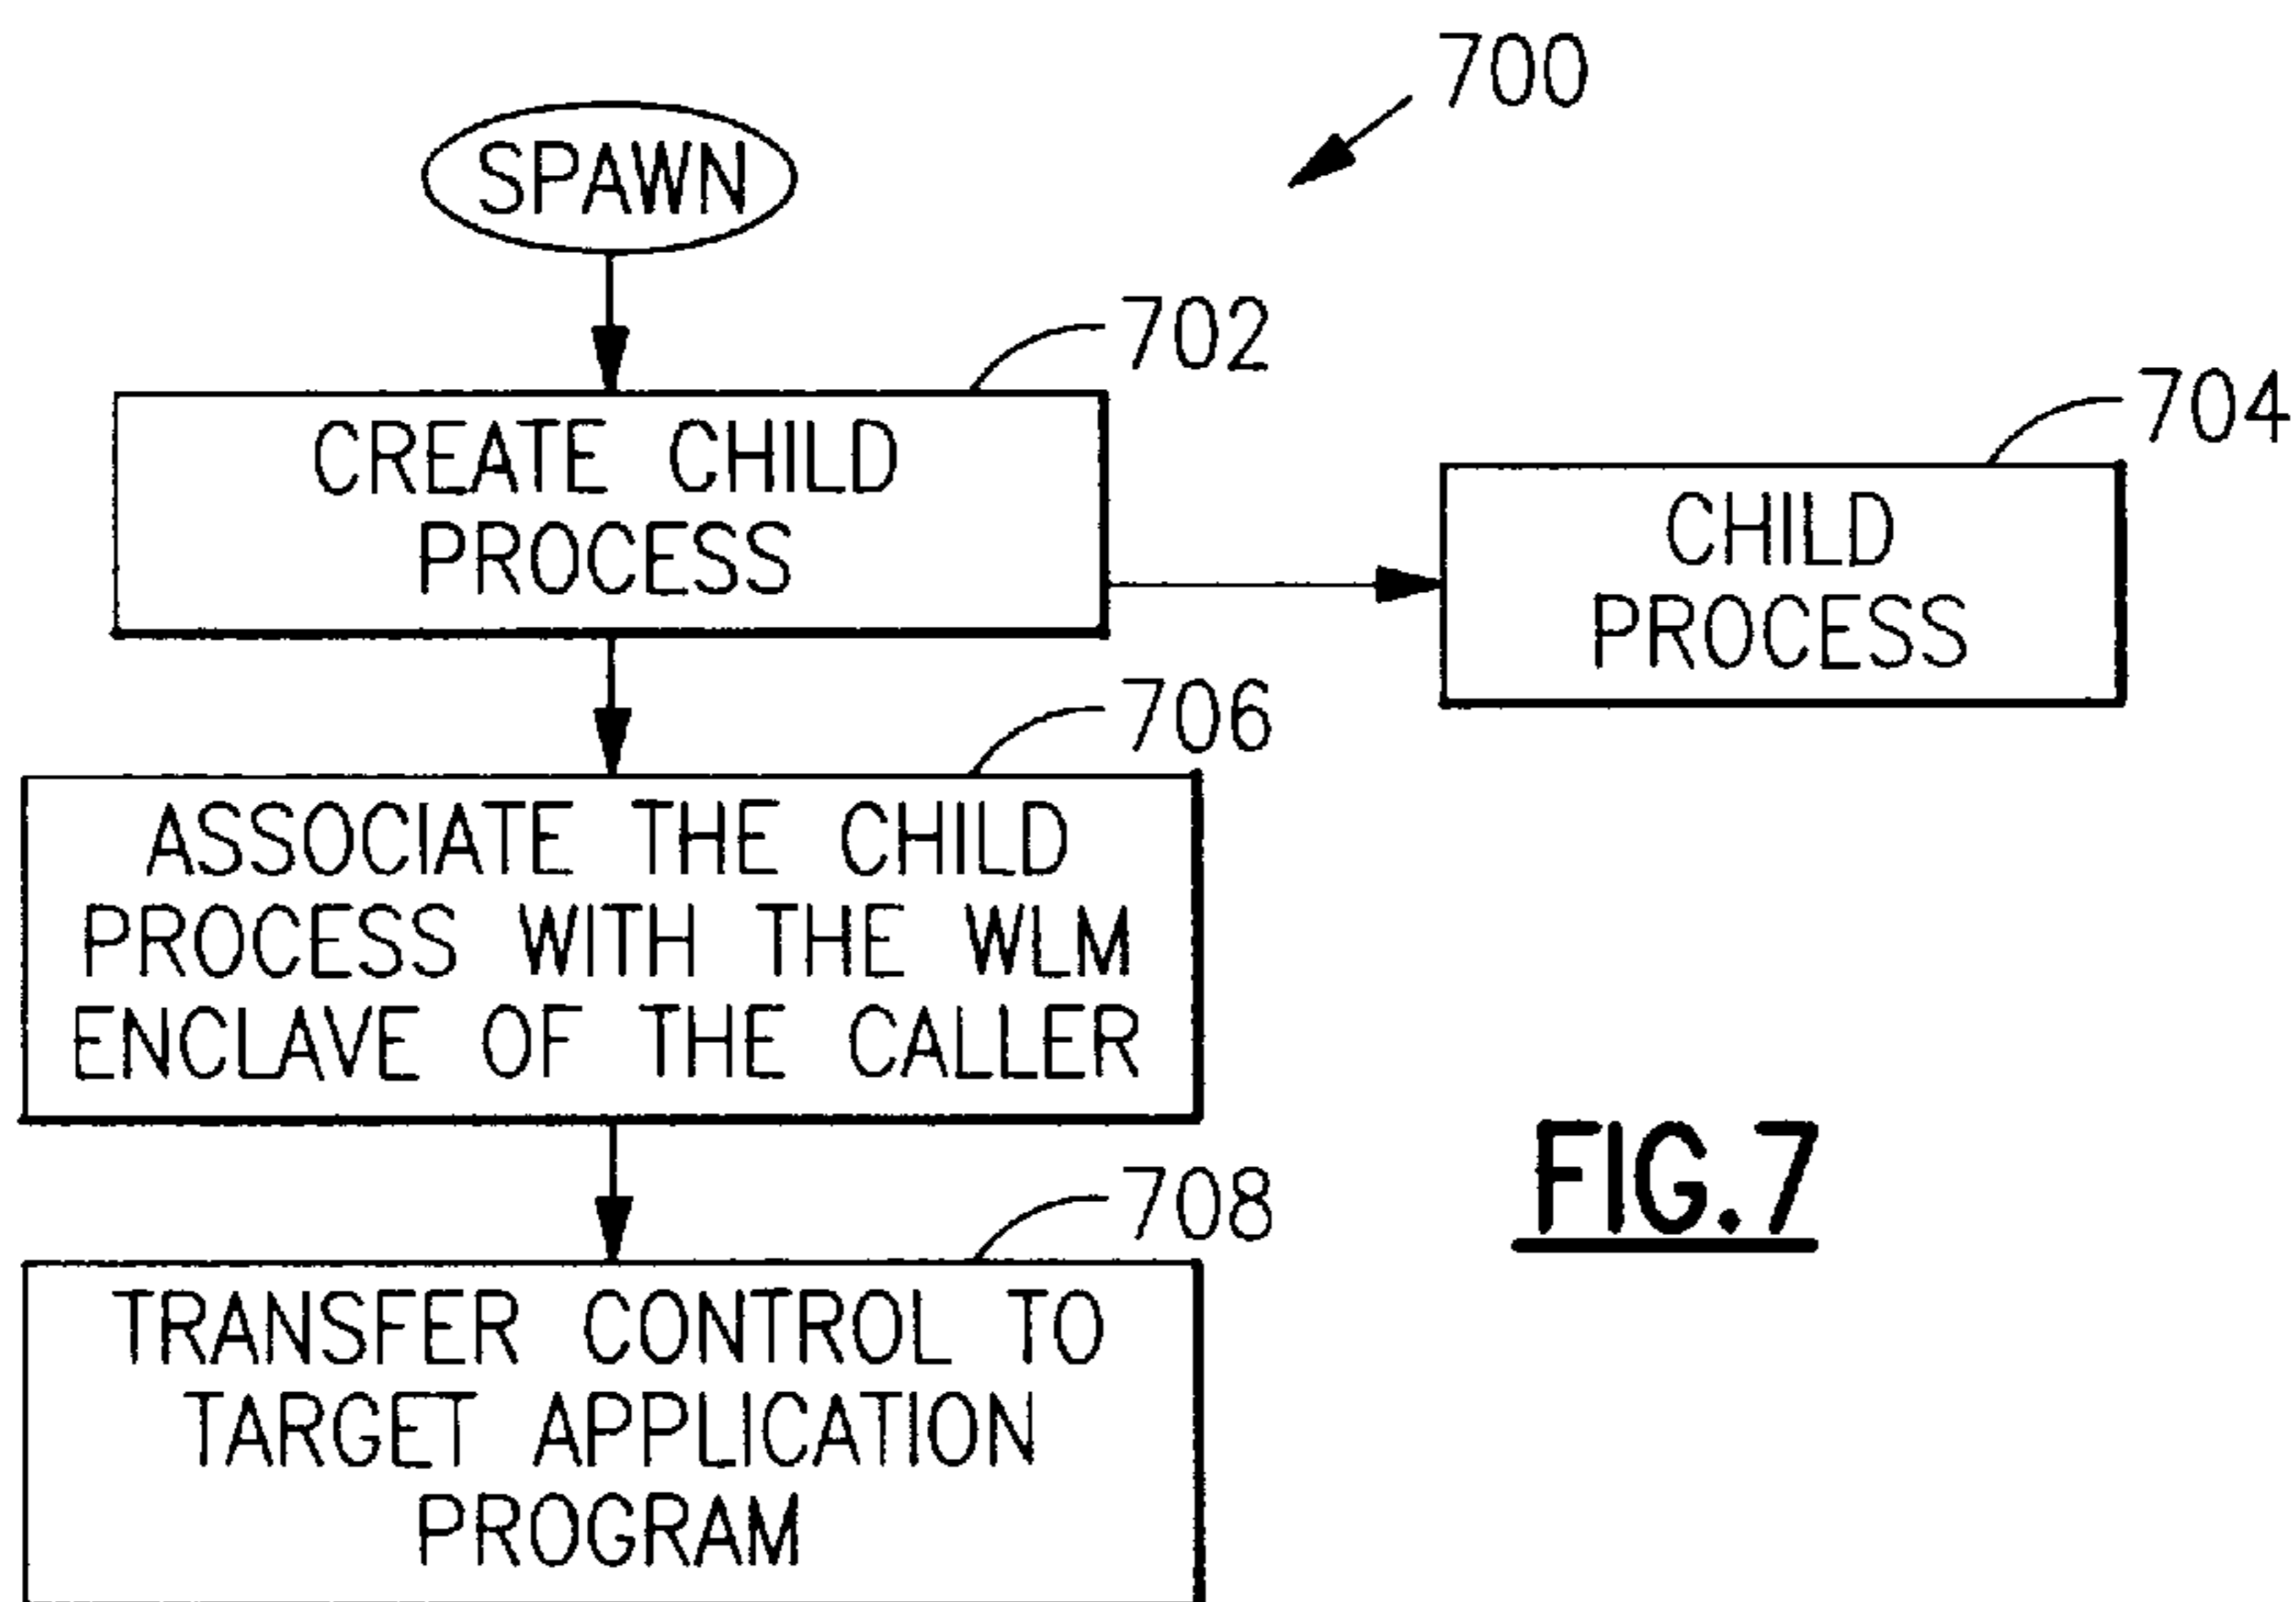 700
SPAWN
702
CREATE CHILD
PROCESS
704
CHILD
PROCESS
706
ASSOCIATE THE CHILD
PROCESS WITH THE WLM
ENCLAVE OF THE CALLER
708
TRANSFER CONTROL TO
TARGET APPLICATION
PROGRAM
FIG.7